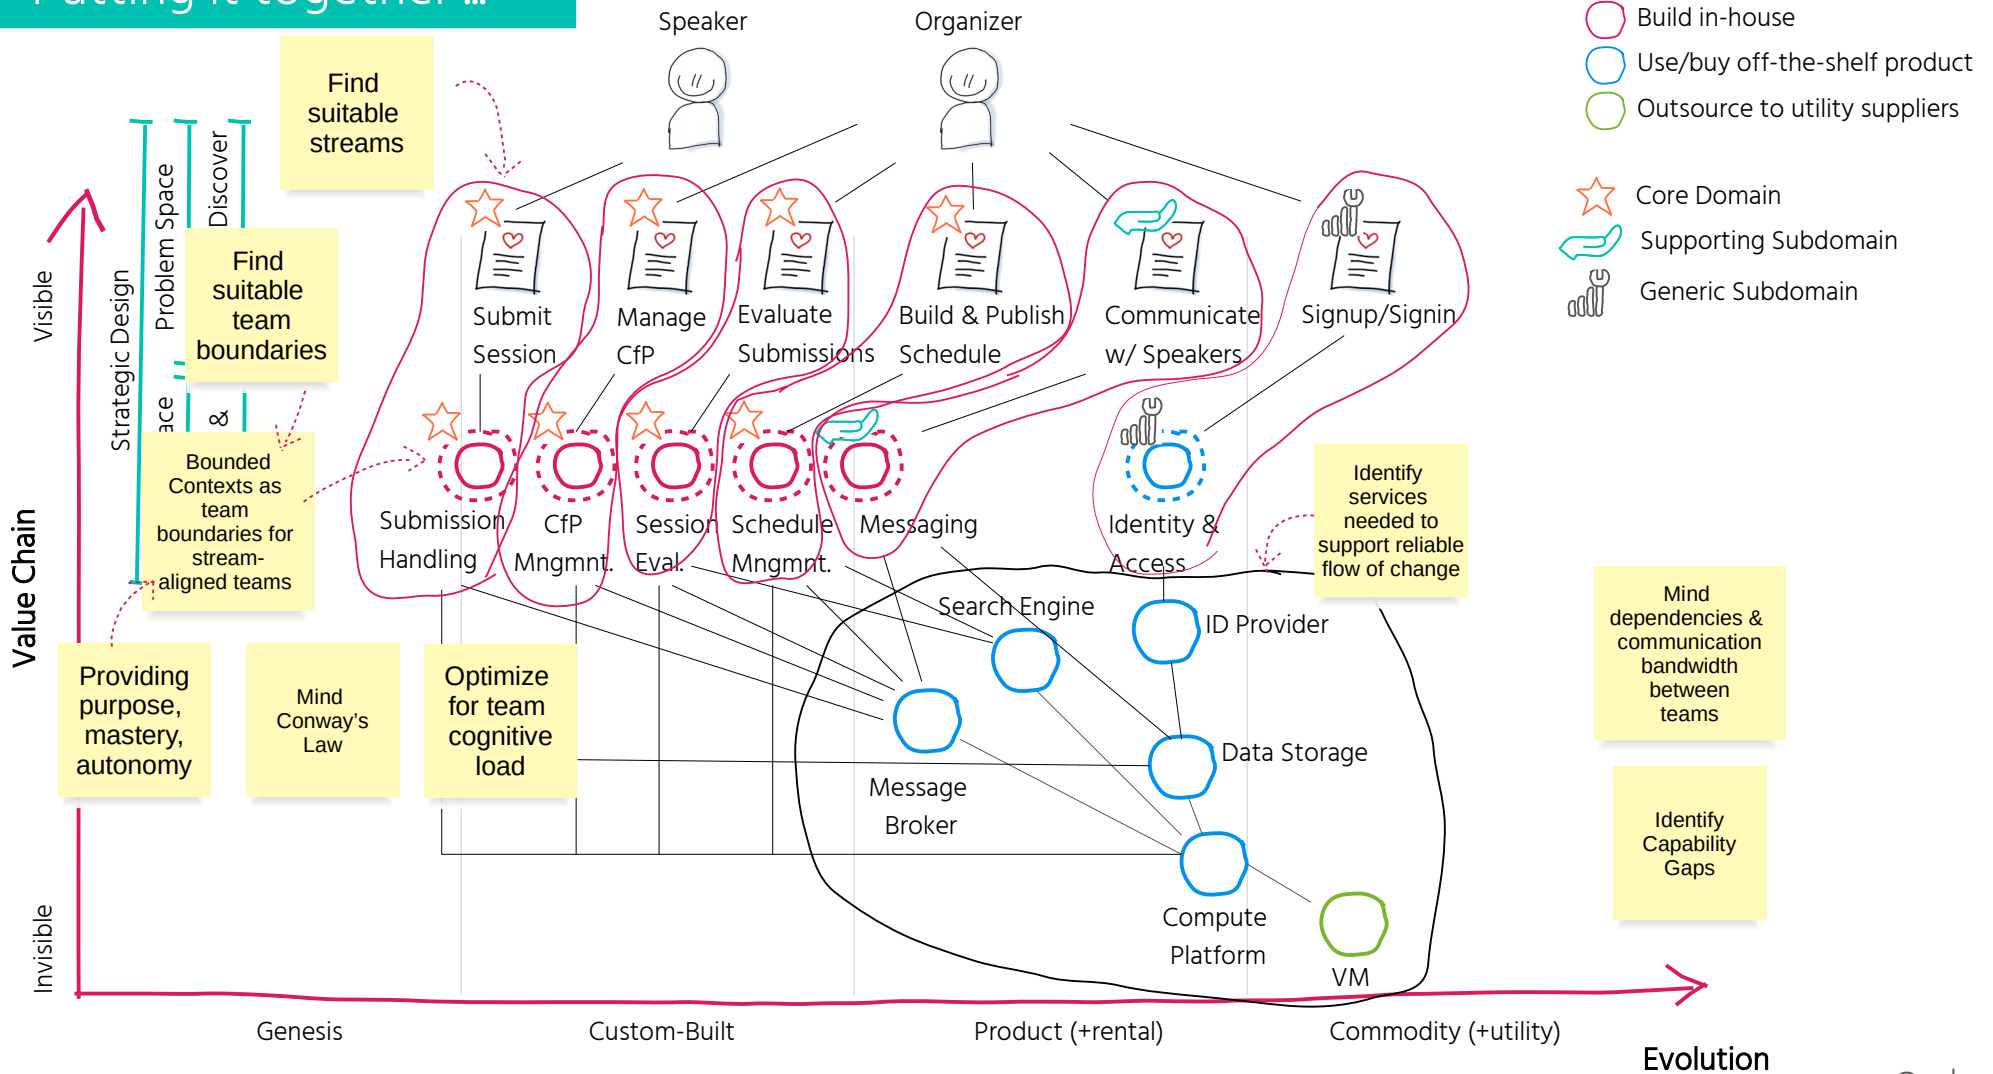 Putting it together ...
Speaker
Organizer
Build in-house
Use/buy off-the-shelf product
Outsource to utility suppliers
Core Domain
Supporting Subdomain
Generic Subdomain
Find
suitable
streams
Discover
Problem Space
Strategic Design
&
Find
suitable
team
boundaries
Visible
Value Chain
Invisible
Submit
Session
Manage
CfP
Evaluate
Submissions
Build & Publish
Schedule
Communicate
w/ Speakers
Signup/Signin
Bounded
Contexts as
team
boundaries for
stream-
aligned teams
Submission
Handling
CfP
Mngmnt.
Session
Eval.
Schedule
Mngmnt.
Messaging
Identity &
Access
Identify
services
needed to
support reliable
flow of change
Search Engine
ID Provider
Message
Broker
Data Storage
Compute
Platform
VM
Providing
purpose,
mastery,
autonomy
Mind
Conway's
Law
Optimize
for team
cognitive
load
Mind
dependencies &
communication
bandwidth
between
teams
Identify
Capability
Gaps
Genesis
Custom-Built
Product (+rental)
Commodity (+utility)
Evolution